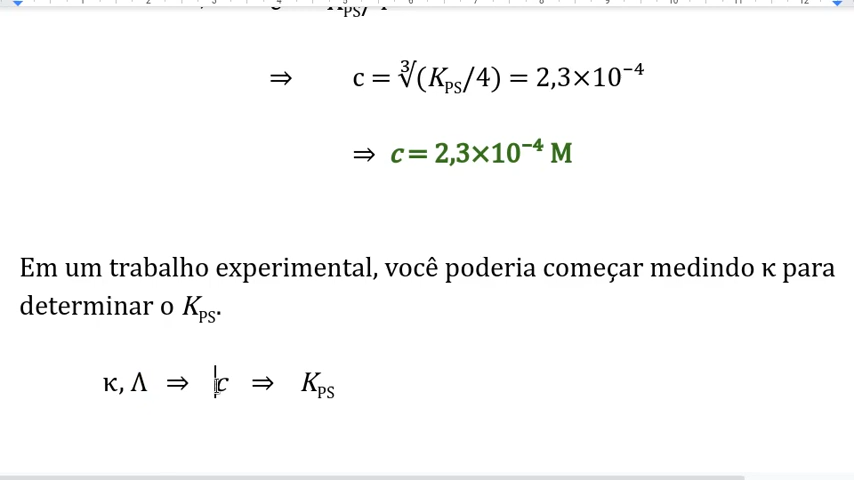 ⇒ c = ∛(K_PS/4) = 2,3×10⁻⁴
⇒ c = 2,3×10⁻⁴ M
Em um trabalho experimental, você poderia começar medindo κ para
determinar o K_PS.
κ, Λ ⇒ c ⇒ K_PS